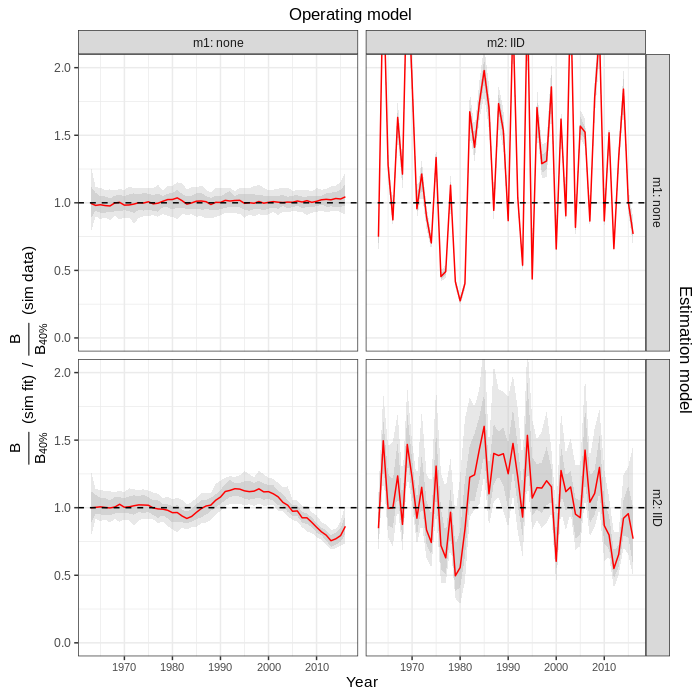 Operating model
m1: none
m2: IID
2.0
1.5
1.0
0.5
0.0
m1: none
2.0
1.5
1.0
0.5
0.0
m2: IID
1970
1980
1990
2000
2010
1970
1980
1990
2000
2010
Year
B
B40%
(sim fit) /
B
B40%
(sim data)
Estimation model